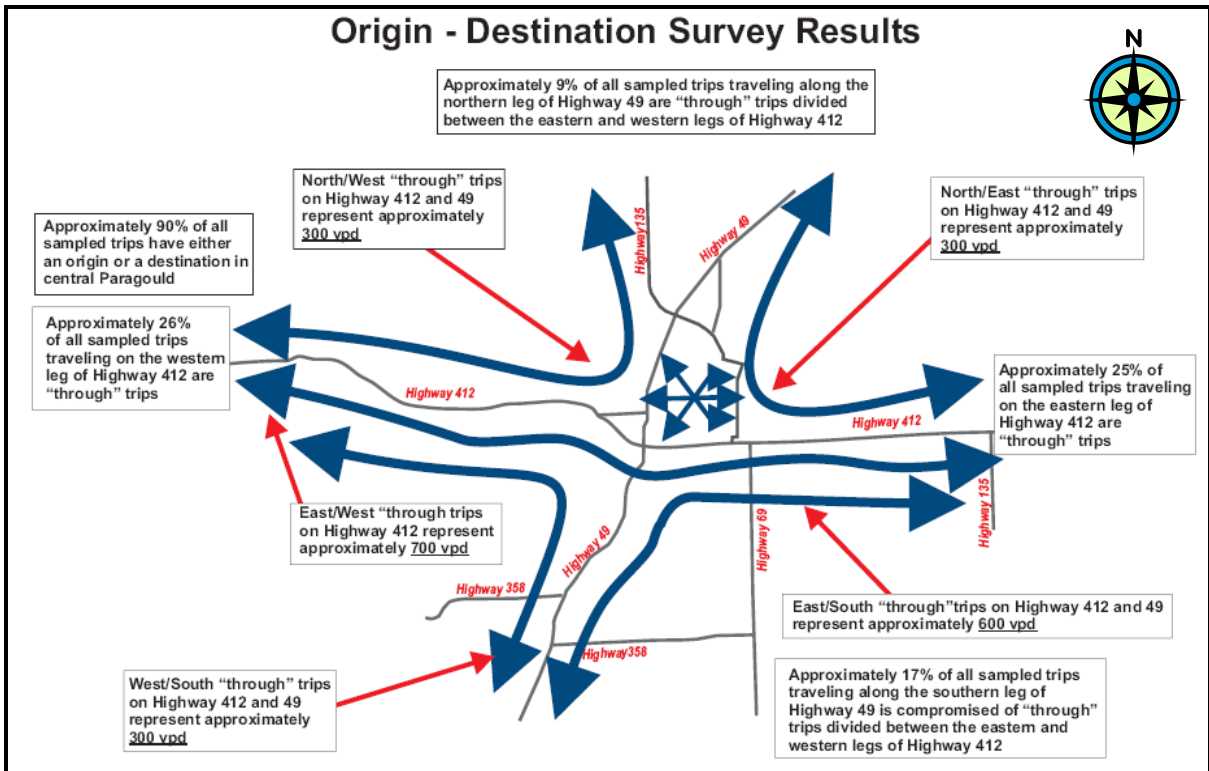 Origin - Destination Survey Results
N
Approximately 9% of all sampled trips traveling along the
northern leg of Highway 49 are “through” trips divided
between the eastern and western legs of Highway 412
North/West “through” trips
on Highway 412 and 49
represent approximately
300 vpd
North/East “through” trips
on Highway 412 and 49
represent approximately
300 vpd
Approximately 90% of all
sampled trips have either
an origin or a destination in
central Paragould
Highway135
Highway 49
Approximately 26%
of all sampled trips
traveling on the western
leg of Highway 412 are
“through” trips
Highway 412
Highway 412
Approximately 25% of
all sampled trips traveling
on the eastern leg of
Highway 412 are
“through” trips
East/West “through trips
on Highway 412 represent
approximately 700 vpd
Highway 49
Highway 69
Highway 135
Highway 358
Highway358
East/South “through”trips on Highway 412 and 49
represent approximately 600 vpd
West/South “through” trips
on Highway 412 and 49
represent approximately
300 vpd
Approximately 17% of all sampled trips
traveling along the southern leg of
Highway 49 is compromised of “through”
trips divided between the eastern and
western legs of Highway 412